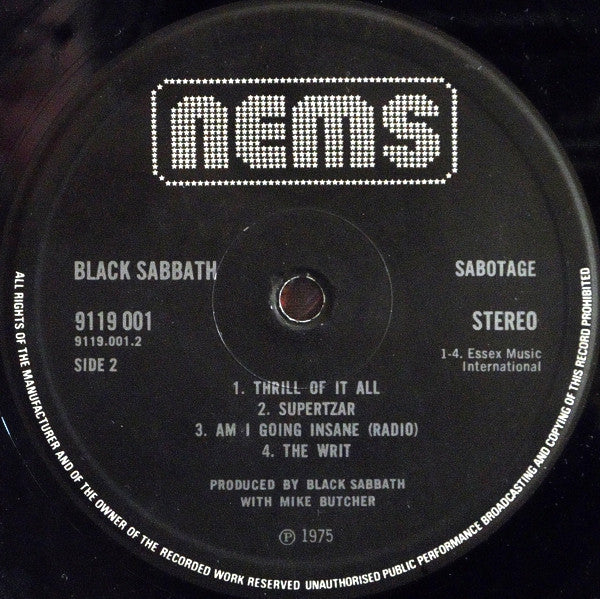 NEMS
BLACK SABBATH
SABOTAGE
9119 001
9119.001.2
SIDE 2
STEREO
1-4. Essex Music
International
1. THRILL OF IT ALL
2. SUPERTZAR
3. AM I GOING INSANE (RADIO)
4. THE WRIT
PRODUCED BY BLACK SABBATH
WITH MIKE BUTCHER
Ⓟ 1975
ALL RIGHTS OF THE MANUFACTURER AND OF THE OWNER OF THE RECORDED WORK RESERVED UNAUTHORISED PUBLIC PERFORMANCE BROADCASTING AND COPYING OF THIS RECORD PROHIBITED